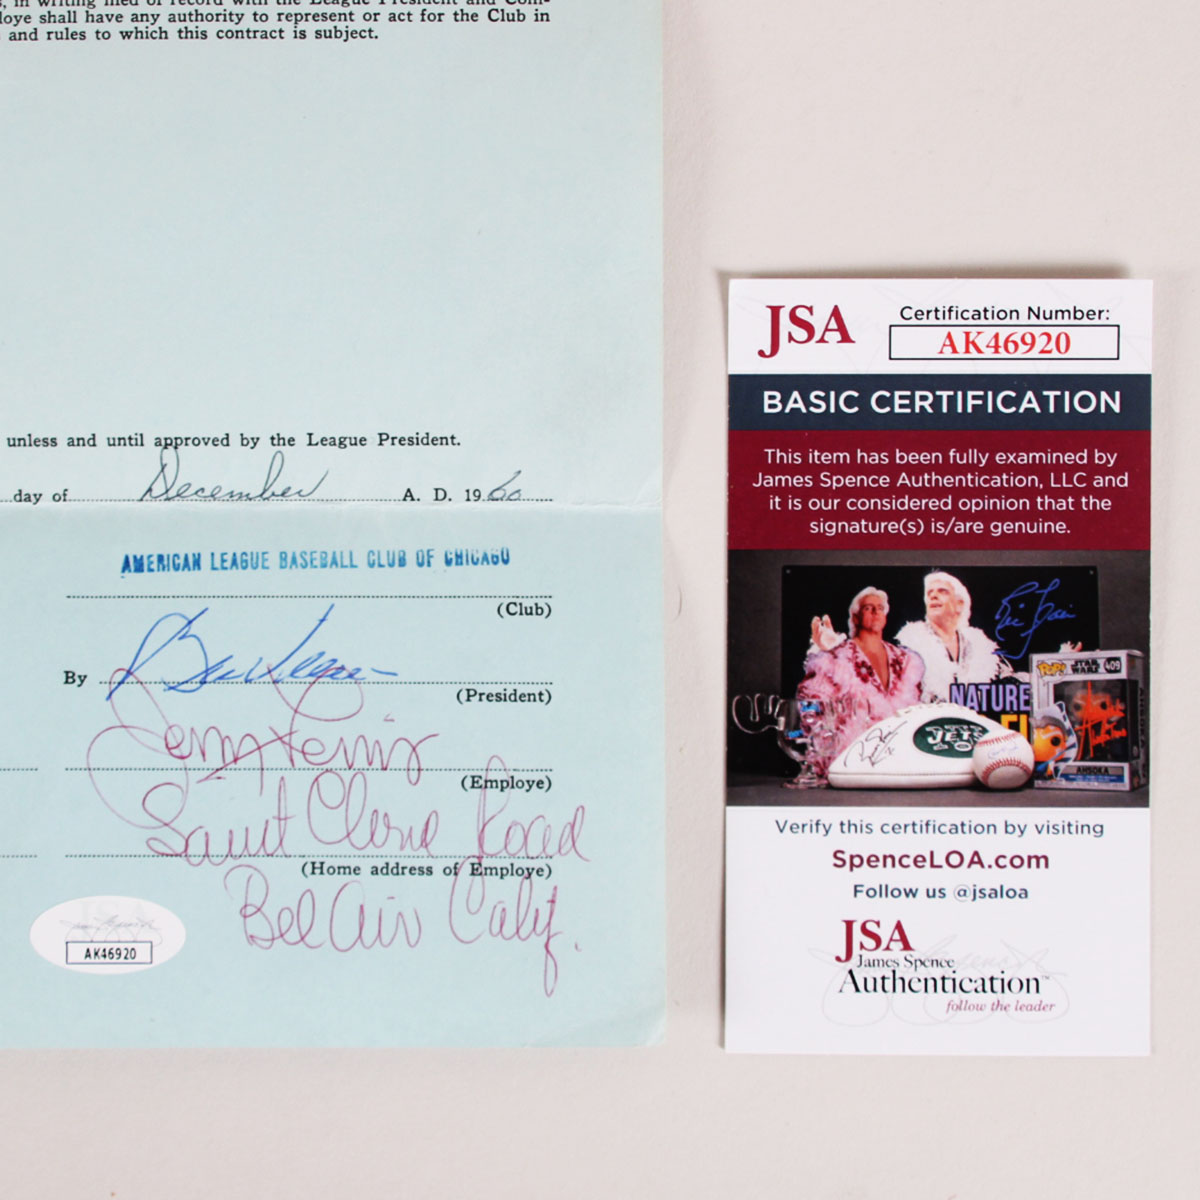 in writing filed of record with the League President and Com-
loye shall have any authority to represent or act for the Club in
and rules to which this contract is subject.
unless and until approved by the League President.
day of December A. D. 1960
AMERICAN LEAGUE BASEBALL CLUB OF CHICAGO
(Club)
By
(President)
(Employe)
Saint Road
(Home address of Employe)
Bel Air Calif.
JSA
AK46920
JSA
Certification Number:
AK46920
BASIC CERTIFICATION
This item has been fully examined by
James Spence Authentication, LLC and
it is our considered opinion that the
signature(s) is/are genuine.
NATURE
JETS
POP!
STAR WARS
409
AHSOKA
Verify this certification by visiting
SpenceLOA.com
Follow us @jsaloa
JSA
James Spence
Authentication™
follow the leader